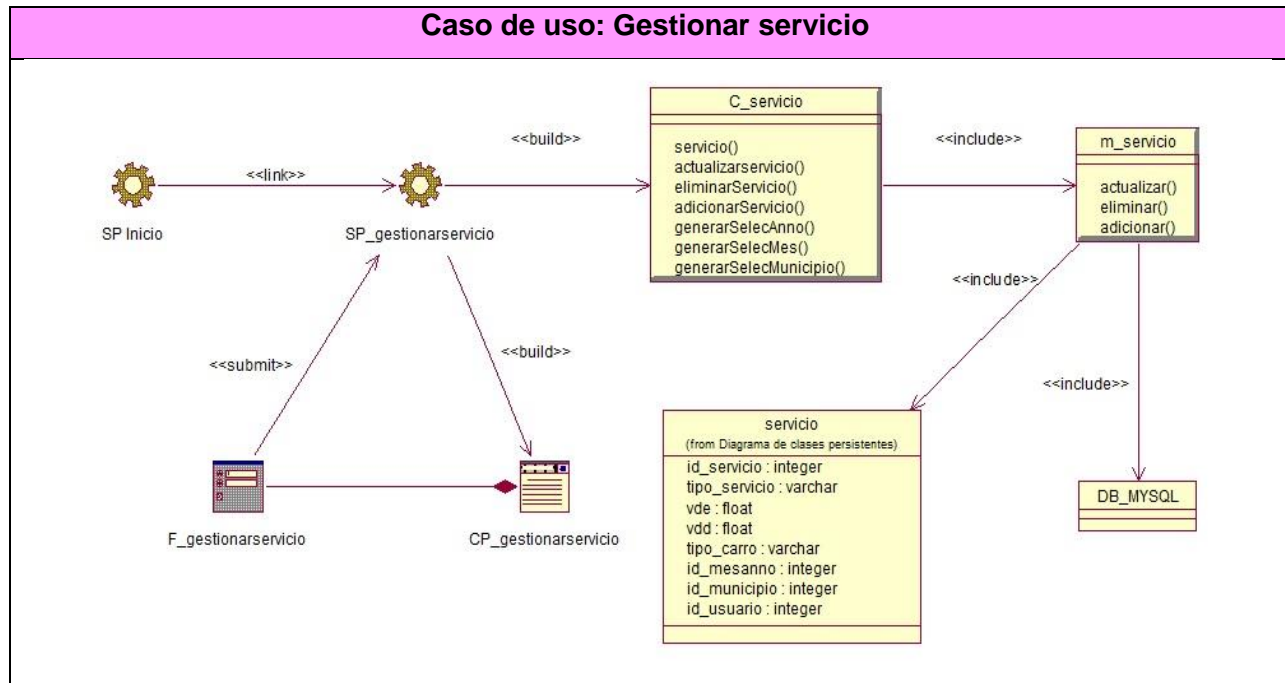 Caso de uso: Gestionar servicio
SP Inicio
<<link>>
SP_gestionarservicio
<<build>>
C_servicio
servicio()
actualizarservicio()
eliminarServicio()
adicionarServicio()
generarSelecAnno()
generarSelecMes()
generarSelecMunicipio()
<<include>>
m_servicio
actualizar()
eliminar()
adicionar()
<<submit>>
<<build>>
<<include>>
<<include>>
F_gestionarservicio
CP_gestionarservicio
servicio
(from Diagrama de clases persistentes)
id_servicio : integer
tipo_servicio : varchar
vde : float
vdd : float
tipo_carro : varchar
id_mesanno : integer
id_municipio : integer
id_usuario : integer
DB_MYSQL